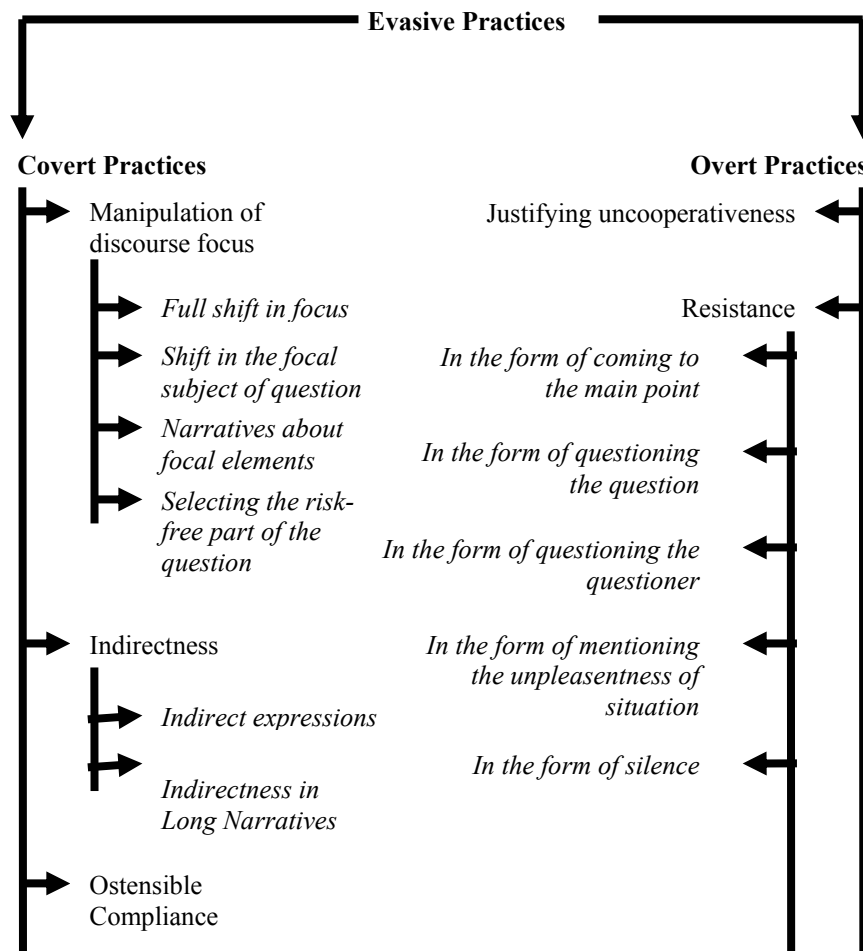 Evasive Practices
Covert Practices
Manipulation of
discourse focus
Full shift in focus
Shift in the focal
subject of question
Narratives about
focal elements
Selecting the risk-
free part of the
question
Indirectness
Indirect expressions
Indirectness in
Long Narratives
Ostensible
Compliance
Overt Practices
Justifying uncooperativeness
Resistance
In the form of coming to
the main point
In the form of questioning
the question
In the form of questioning the
questioner
In the form of mentioning
the unpleasentness of
situation
In the form of silence